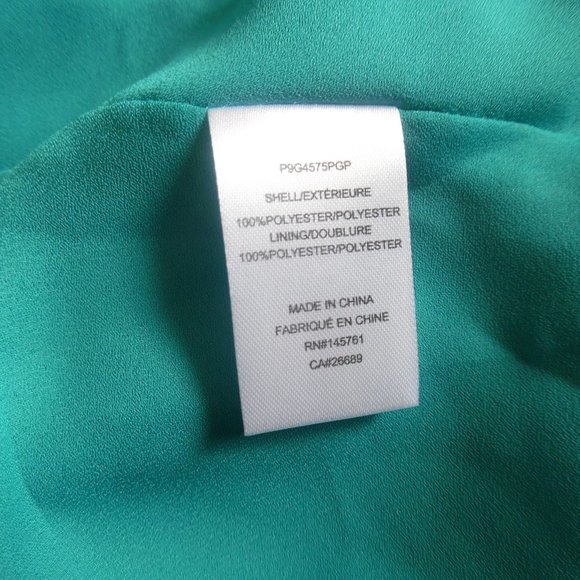 P9G4575PGP
SHELL/EXTÉRIEURE
100%POLYESTER/POLYESTER
LINING/DOUBLURE
100%POLYESTER/POLYESTER
MADE IN CHINA
FABRIQUÉ EN CHINE
RN#145761
CA#26689